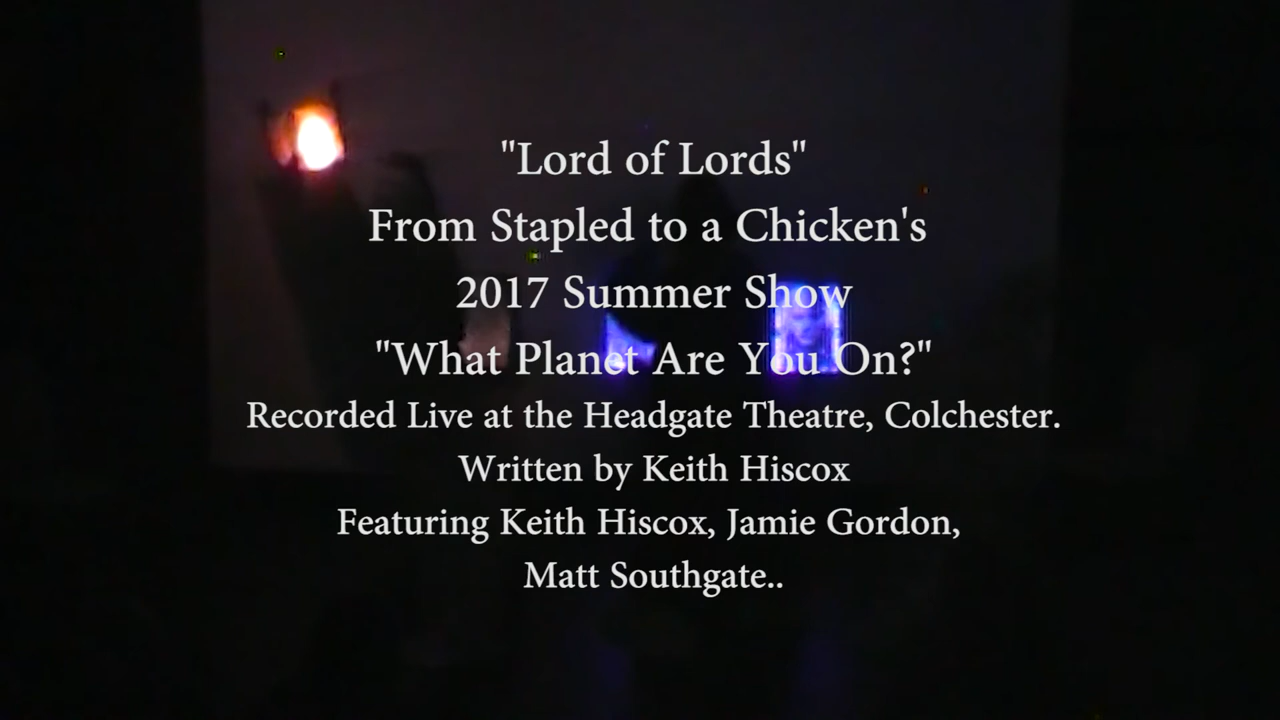 "Lord of Lords"
From Stapled to a Chicken's
2017 Summer Show
"What Planet Are You On?"
Recorded Live at the Headgate Theatre, Colchester.
Written by Keith Hiscox
Featuring Keith Hiscox, Jamie Gordon,
Matt Southgate..